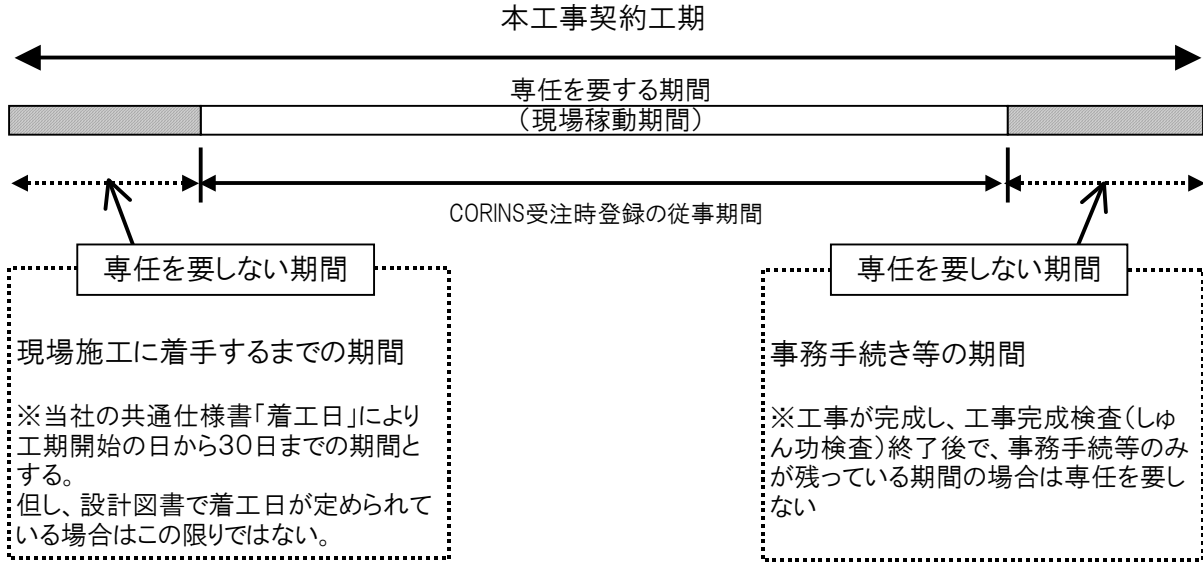 本工事契約工期
専任を要する期間
（現場稼動期間）
CORINS受注時登録の従事期間
専任を要しない期間
現場施工に着手するまでの期間
※当社の共通仕様書「着工日」により
工期開始の日から30日までの期間と
する。
但し、設計図書で着工日が定められて
いる場合はこの限りではない。
専任を要しない期間
事務手続き等の期間
※工事が完成し、工事完成検査（しゅ
ん功検査）終了後で、事務手続等のみ
が残っている期間の場合は専任を要し
ない